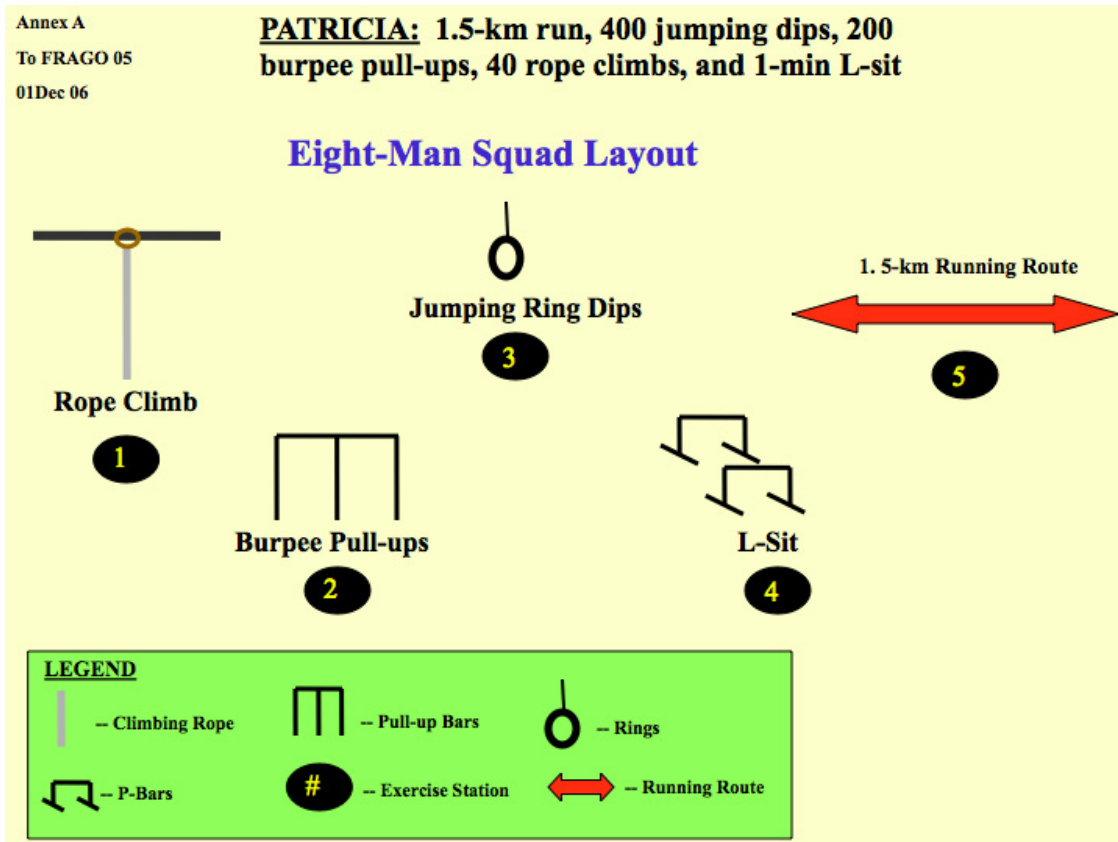 Annex A
To FRAGO 05
01Dec 06
PATRICIA: 1.5-km run, 400 jumping dips, 200
burpee pull-ups, 40 rope climbs, and 1-min L-sit
Eight-Man Squad Layout
1. 5-km Running Route
Jumping Ring Dips
3
5
Rope Climb
1
Burpee Pull-ups
L-Sit
2
4
LEGEND
-- Climbing Rope
-- Pull-up Bars
-- Rings
-- P-Bars
#
-- Exercise Station
-- Running Route